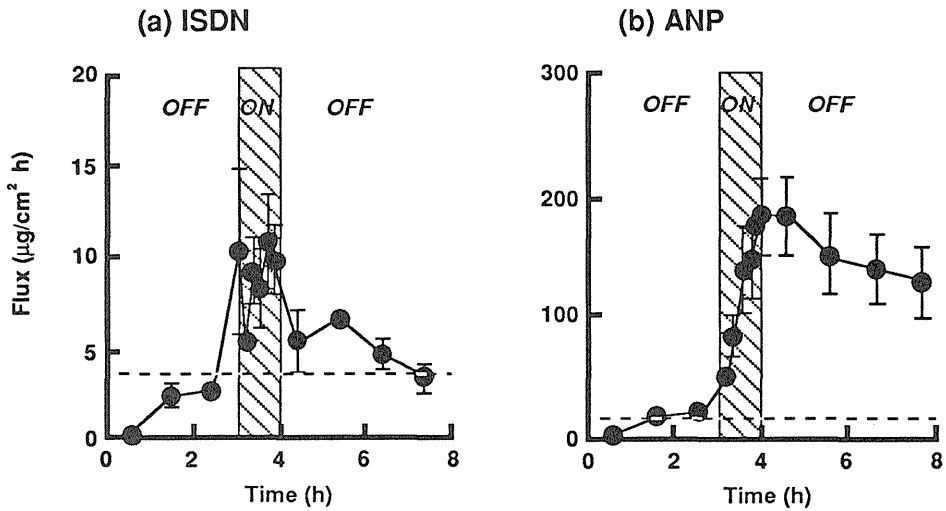 (a) ISDN
Flux (μg/cm² h)
20
15
10
5
0
OFF
ON
OFF
0
2
4
6
8
Time (h)
(b) ANP
300
200
100
0
OFF
ON
OFF
0
2
4
6
8
Time (h)